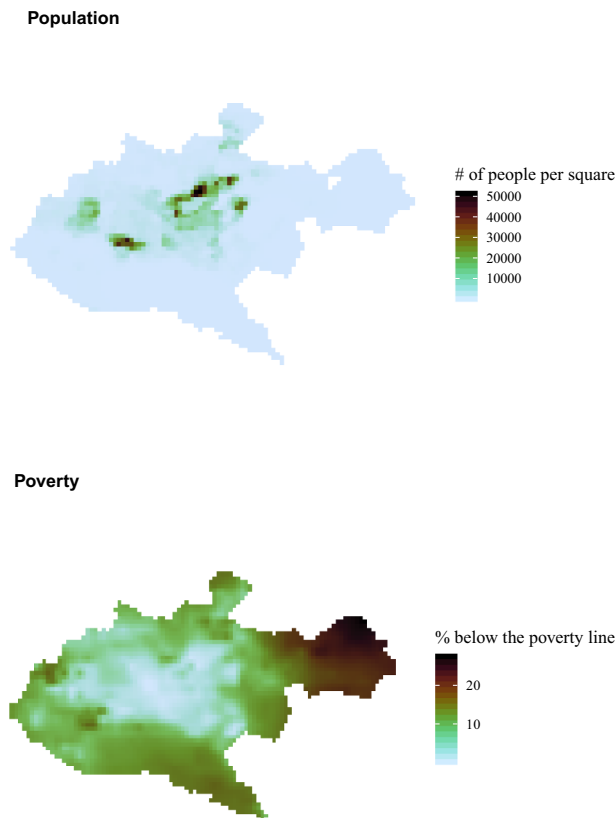 Population
# of people per square
50000
40000
30000
20000
10000
Poverty
% below the poverty line
20
10